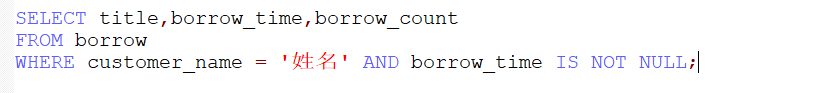 SELECT title,borrow_time,borrow_count
FROM borrow
WHERE customer_name = '姓名' AND borrow_time IS NOT NULL;